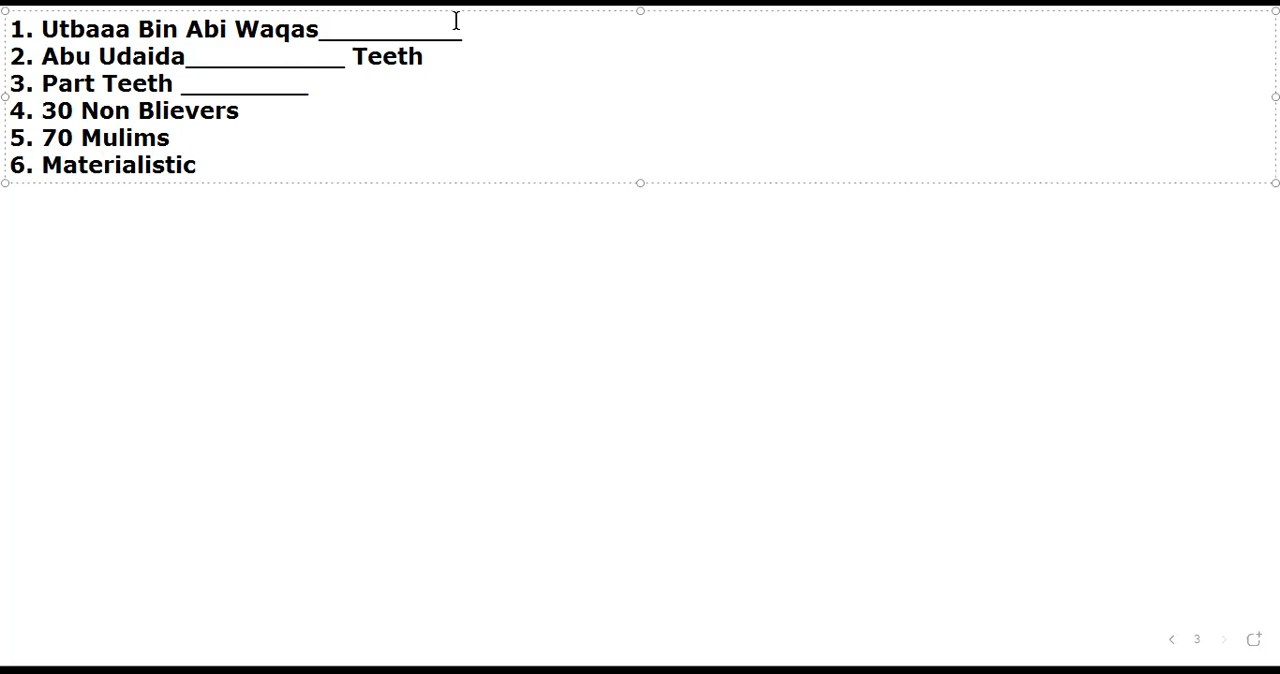 1. Utbaaa Bin Abi Waqas___________
2. Abu Udaida____________ Teeth
3. Part Teeth __________
4. 30 Non Blievers
5. 70 Mulims
6. Materialistic
< 3 >